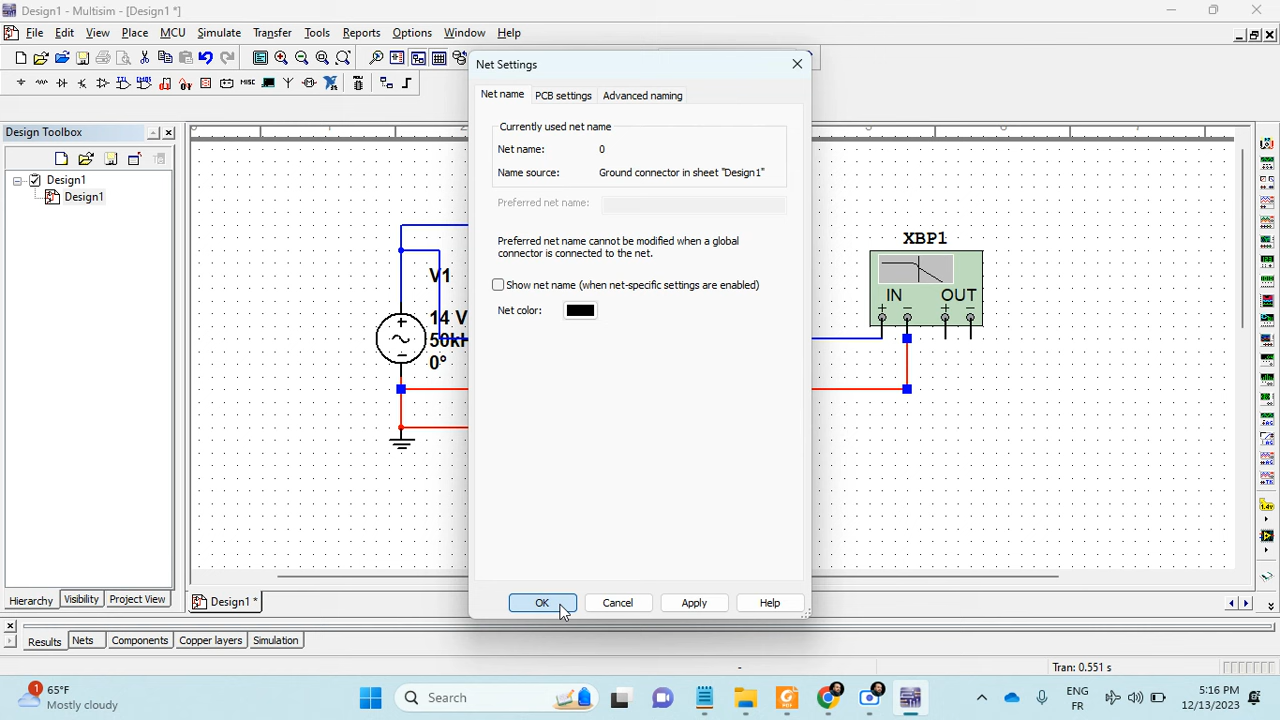 Design1 - Multisim - [Design1 *]
File Edit View Place MCU Simulate Transfer Tools Reports Options Window Help
MISC
Design Toolbox
Design1
Design1
Hierarchy Visibility Project View
Design1 *
V1
14 V
0°
XBP1
IN OUT
Net Settings
Net name PCB settings Advanced naming
Currently used net name
Net name: 0
Name source: Ground connector in sheet "Design1"
Preferred net name:
Preferred net name cannot be modified when a global
connector is connected to the net.
Show net name (when net-specific settings are enabled)
Net color:
OK Cancel Apply Help
Results Nets Components Copper layers Simulation
- Tran: 0.551 s
1
65°F
Mostly cloudy
Search
ENG
FR
5:16 PM
12/13/2023